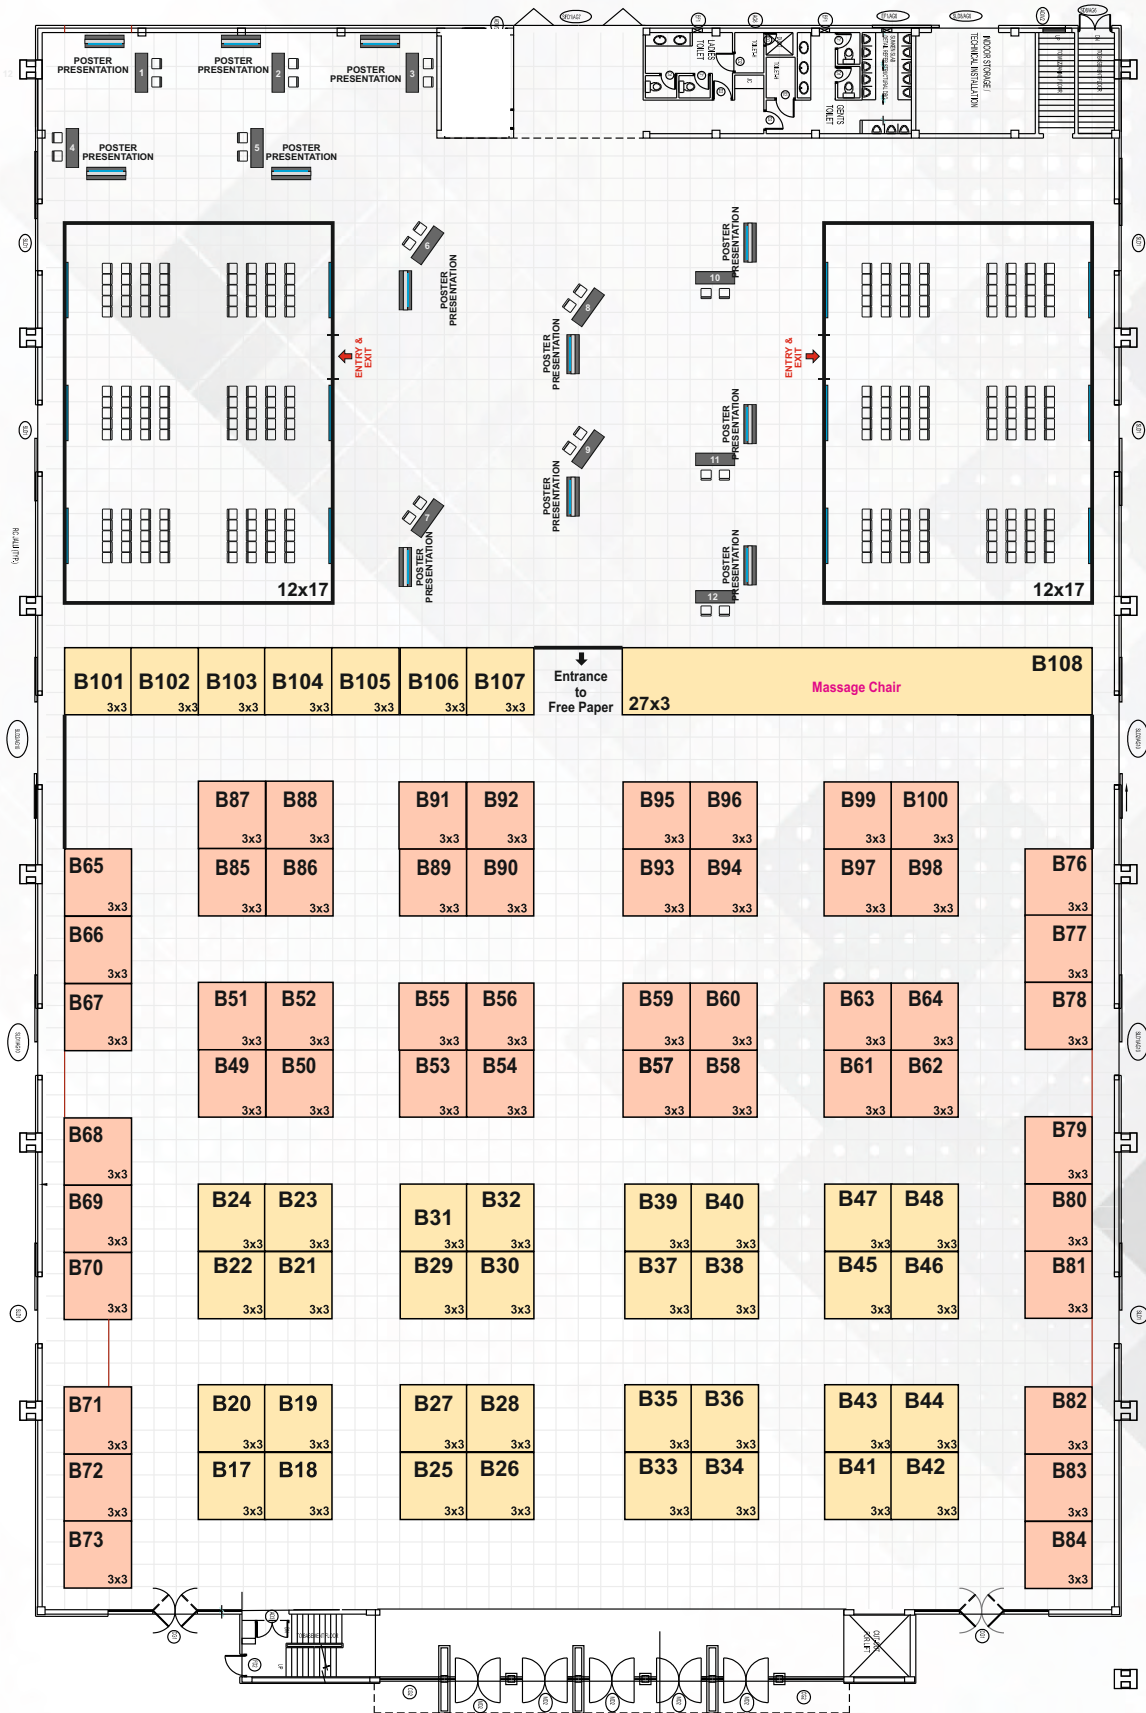 POSTER
PRESENTATION
1
POSTER
PRESENTATION
2
POSTER
PRESENTATION
3
LADIES
TOILET
GENTS
TOILET
INDOOR STORAGE /
TECHNICAL INSTALLATION
4
POSTER
PRESENTATION
5
POSTER
PRESENTATION
6
POSTER
PRESENTATION
7
POSTER
PRESENTATION
8
POSTER
PRESENTATION
9
POSTER
PRESENTATION
10
POSTER
PRESENTATION
11
POSTER
PRESENTATION
12
POSTER
PRESENTATION
ENTRY &
EXIT
ENTRY &
EXIT
12x17
12x17
B101 B102 B103 B104 B105 B106 B107
3x3 3x3 3x3 3x3 3x3 3x3 3x3
Entrance
to
Free Paper
B108
Massage Chair
27x3
B87 B88 B91 B92 B95 B96 B99 B100
3x3 3x3 3x3 3x3 3x3 3x3 3x3 3x3
B65 B85 B86 B89 B90 B93 B94 B97 B98 B76
3x3 3x3 3x3 3x3 3x3 3x3 3x3 3x3 3x3 3x3
B66 B77
3x3 3x3
B67 B51 B52 B55 B56 B59 B60 B63 B64 B78
3x3 3x3 3x3 3x3 3x3 3x3 3x3 3x3 3x3 3x3
B49 B50 B53 B54 B57 B58 B61 B62
3x3 3x3 3x3 3x3 3x3 3x3 3x3 3x3
B68 B79
3x3 3x3
B69 B24 B23 B31 B32 B39 B40 B47 B48 B80
3x3 3x3 3x3 3x3 3x3 3x3 3x3 3x3 3x3 3x3
B70 B22 B21 B29 B30 B37 B38 B45 B46 B81
3x3 3x3 3x3 3x3 3x3 3x3 3x3 3x3 3x3 3x3
B71 B20 B19 B27 B28 B35 B36 B43 B44 B82
3x3 3x3 3x3 3x3 3x3 3x3 3x3 3x3 3x3 3x3
B72 B17 B18 B25 B26 B33 B34 B41 B42 B83
3x3 3x3 3x3 3x3 3x3 3x3 3x3 3x3 3x3 3x3
B73 B84
3x3 3x3
UP